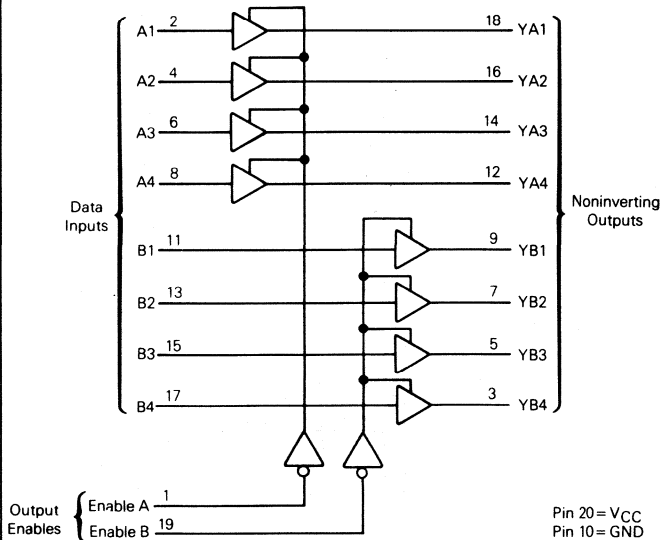 A1 2 18 YA1
A2 4 16 YA2
A3 6 14 YA3
A4 8 12 YA4
Data
Inputs
Noninverting
Outputs
B1 11 9 YB1
B2 13 7 YB2
B3 15 5 YB3
B4 17 3 YB4
Output
Enables
Enable A 1
Enable B 19
Pin 20 = VCC
Pin 10 = GND